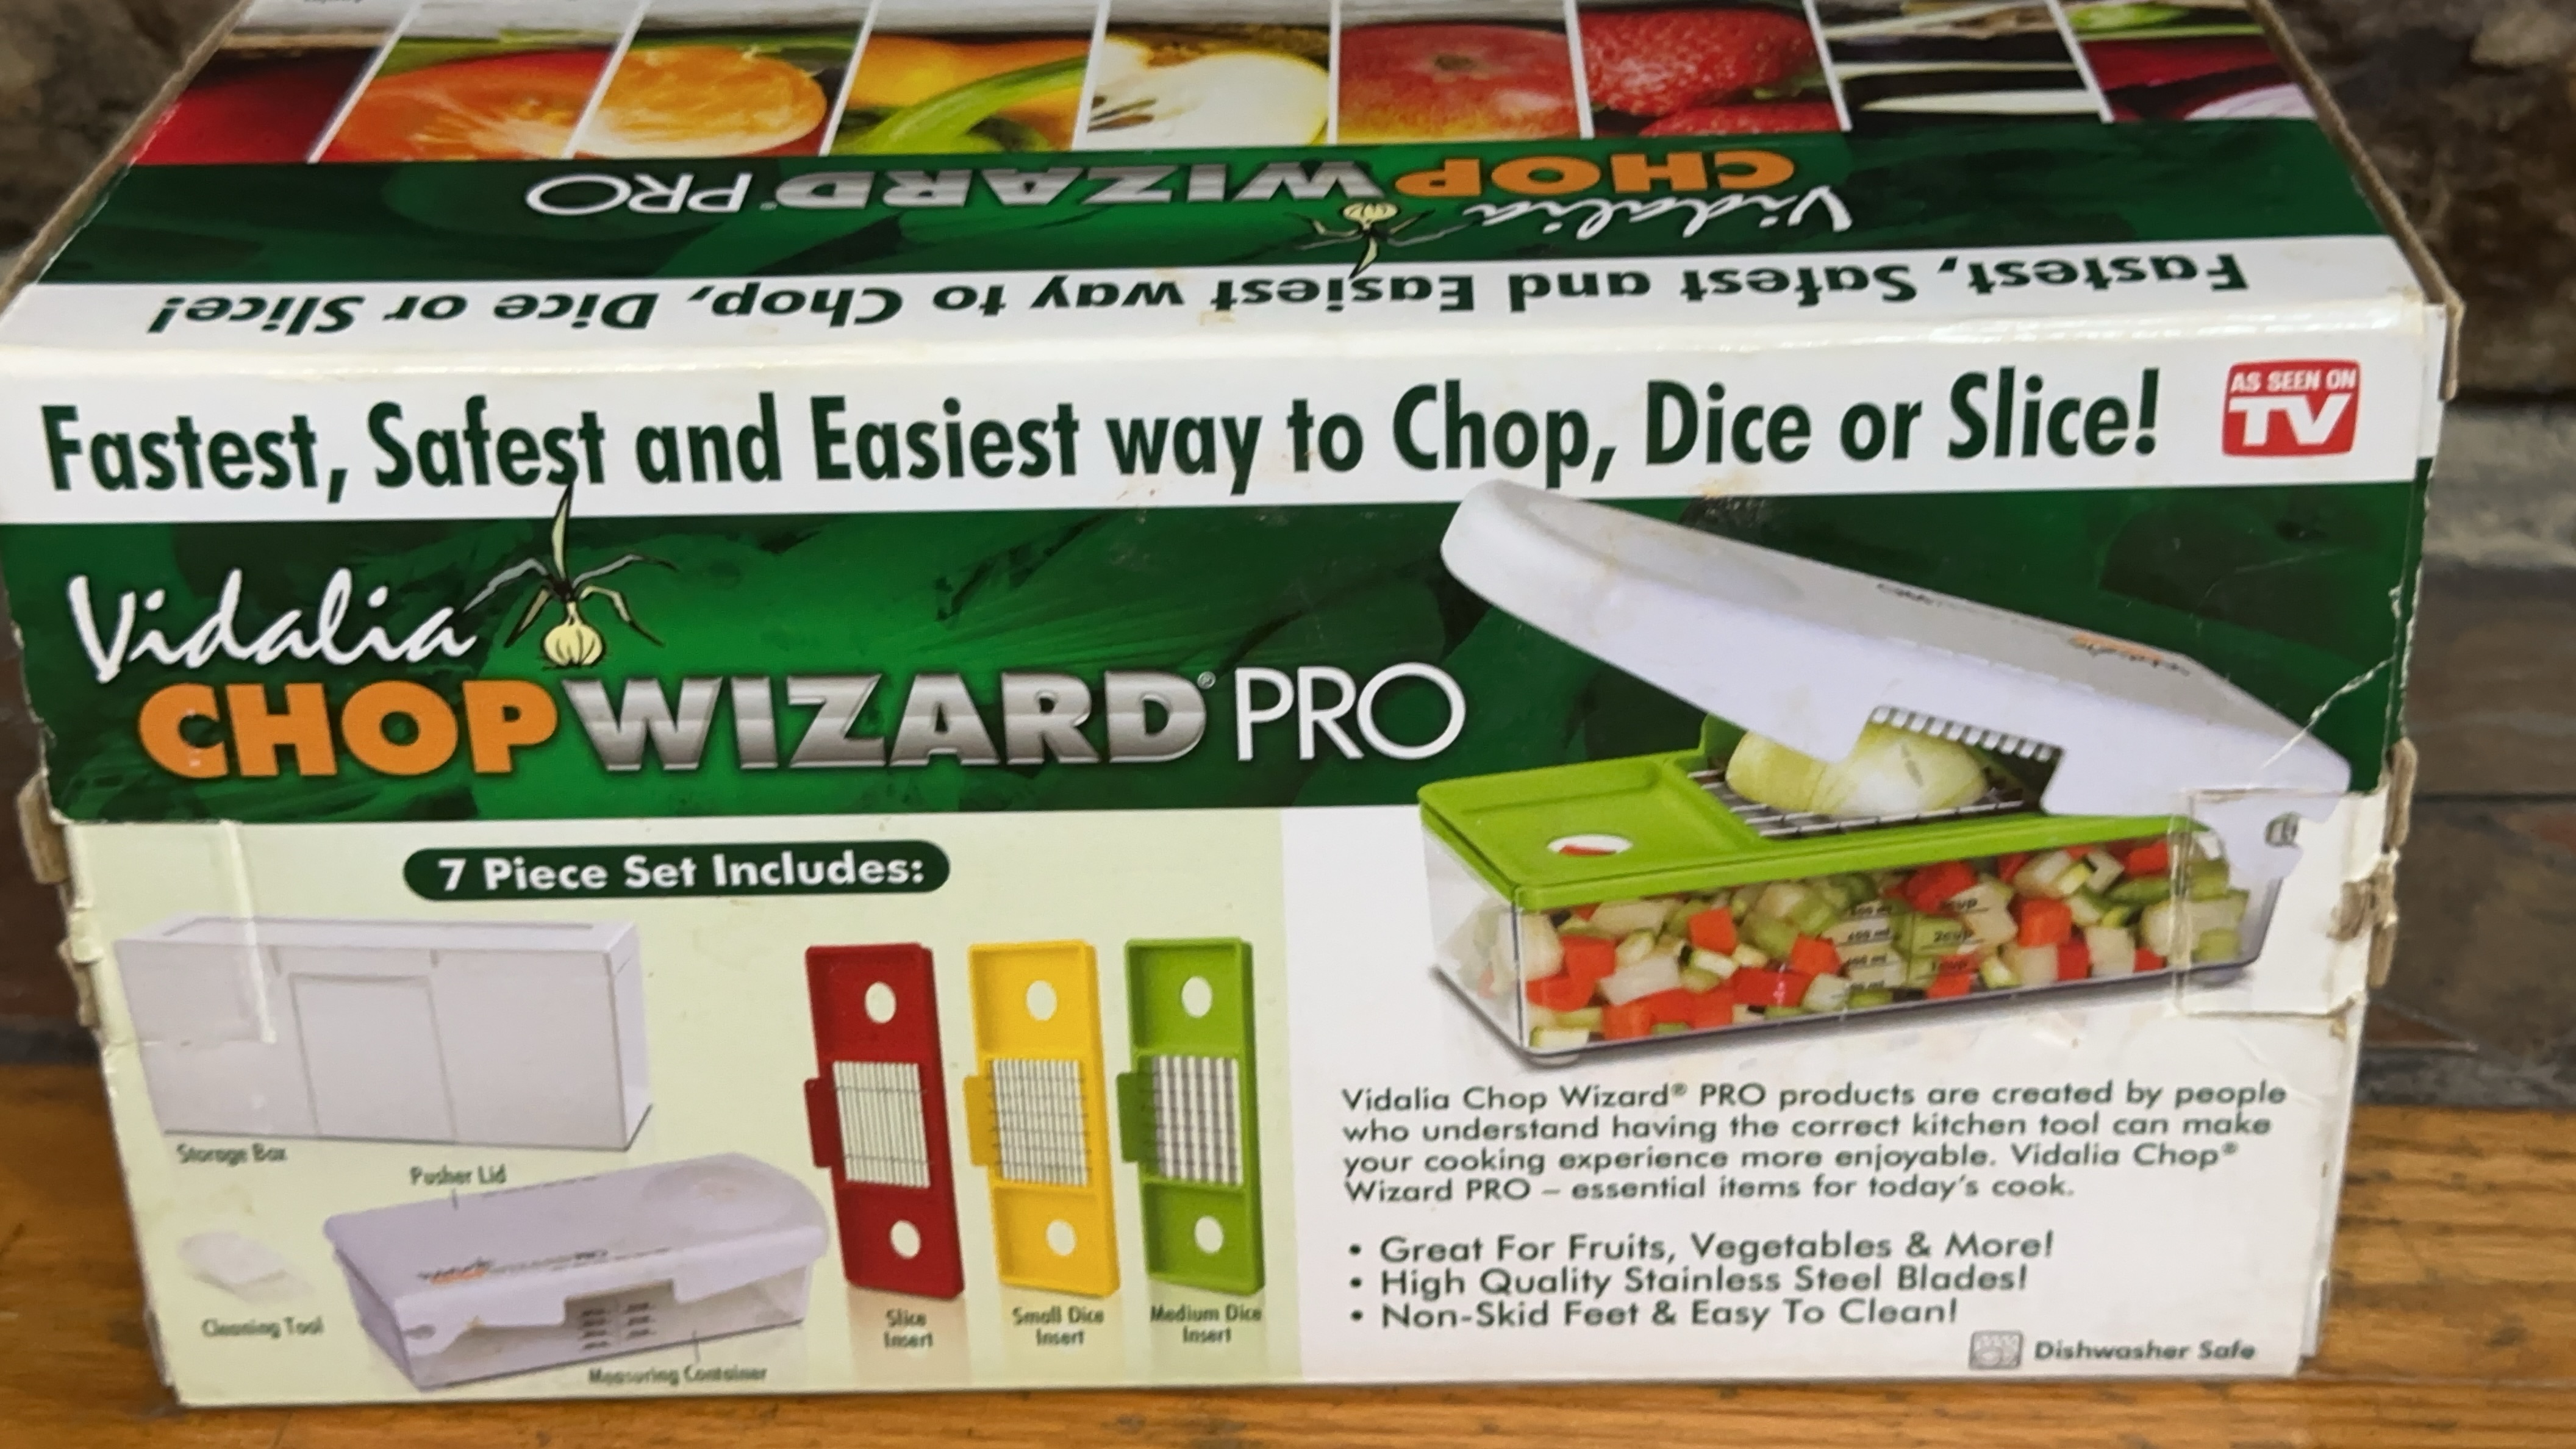 Vidalia
CHOP WIZARD® PRO
Fastest, Safest and Easiest way to Chop, Dice or Slice!
Fastest, Safest and Easiest way to Chop, Dice or Slice!
AS SEEN ON
TV
Vidalia
CHOP WIZARD® PRO
7 Piece Set Includes:
Storage Box
Pusher Lid
Cleaning Tool
Measuring Container
Slice
Insert
Small Dice
Insert
Medium Dice
Insert
Vidalia Chop Wizard® PRO products are created by people
who understand having the correct kitchen tool can make
your cooking experience more enjoyable. Vidalia Chop®
Wizard PRO – essential items for today's cook.
• Great For Fruits, Vegetables & More!
• High Quality Stainless Steel Blades!
• Non-Skid Feet & Easy To Clean!
Dishwasher Safe